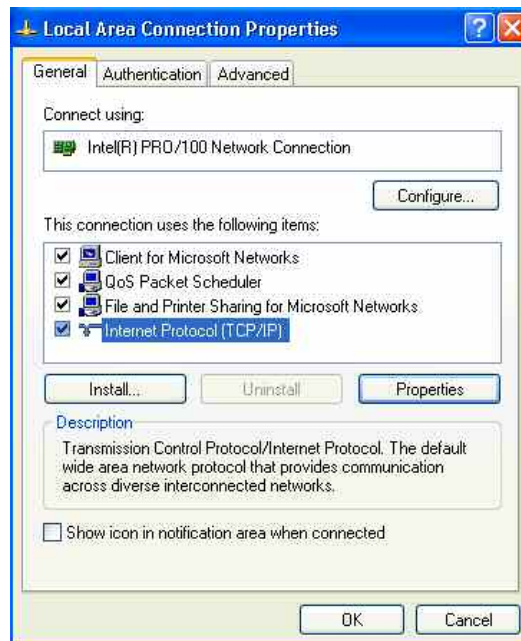 Local Area Connection Properties
General Authentication Advanced
Connect using:
Intel(R) PRO/100 Network Connection
Configure...
This connection uses the following items:
Client for Microsoft Networks
QoS Packet Scheduler
File and Printer Sharing for Microsoft Networks
Internet Protocol (TCP/IP)
Install... Uninstall Properties
Description
Transmission Control Protocol/Internet Protocol. The default
wide area network protocol that provides communication
across diverse interconnected networks.
Show icon in notification area when connected
OK Cancel